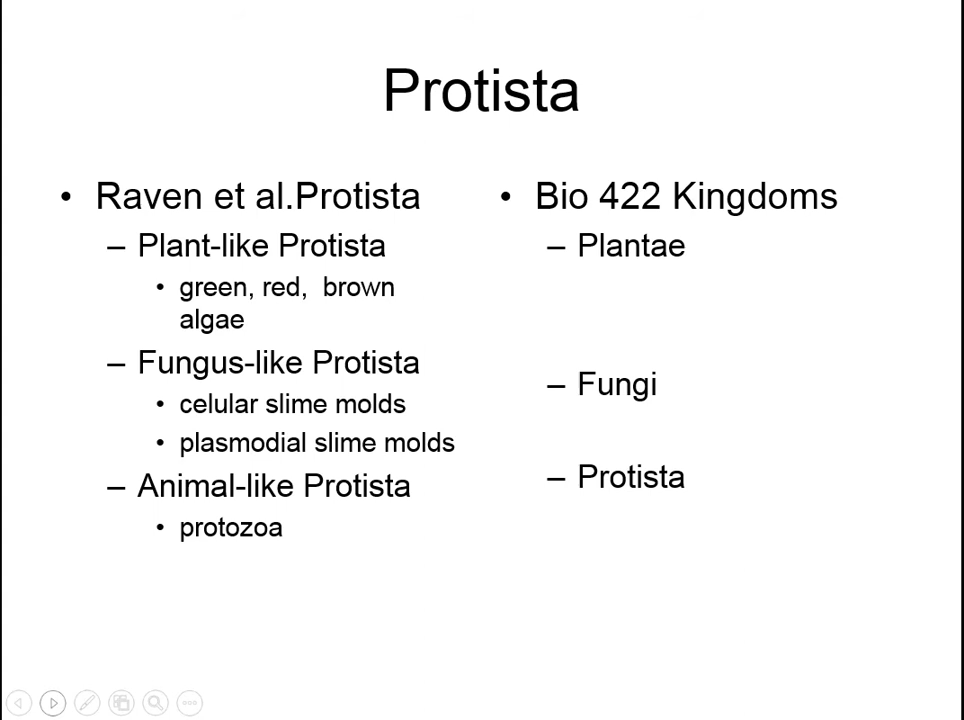 Protista
• Raven et al.Protista
– Plant-like Protista
• green, red,  brown
algae
– Fungus-like Protista
• celular slime molds
• plasmodial slime molds
– Animal-like Protista
• protozoa
• Bio 422 Kingdoms
– Plantae
– Fungi
– Protista